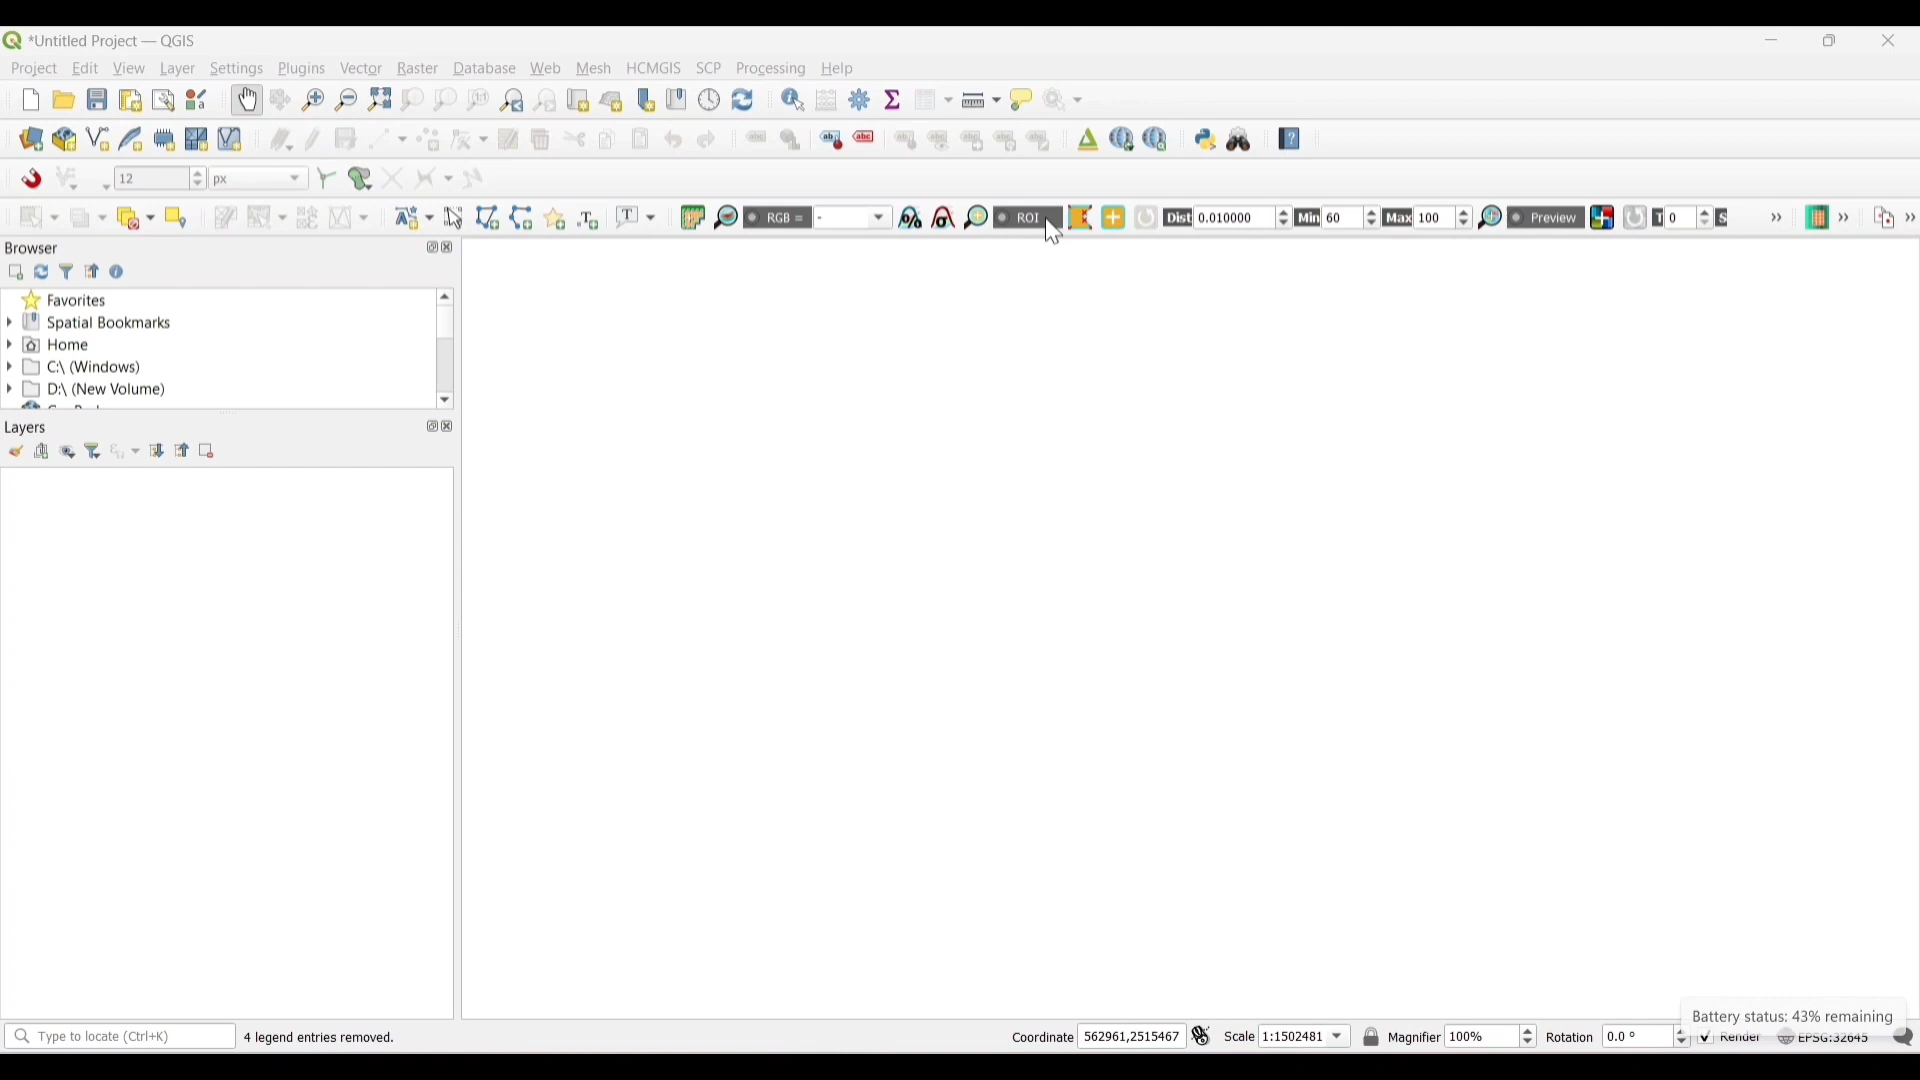 *Untitled Project — QGIS
Project Edit View Layer Settings Plugins Vector Raster Database Web Mesh HCMGIS SCP Processing Help
12 px
RGB = - ROI Dist 0.010000 Min 60 Max 100 Preview T 0 S
Browser
Favorites
Spatial Bookmarks
Home
C:\ (Windows)
D:\ (New Volume)
Layers
Battery status: 43% remaining
Type to locate (Ctrl+K) 4 legend entries removed. Coordinate 562961,2515467 Scale 1:1502481 Magnifier 100% Rotation 0.0 ° Render EPSG:32645